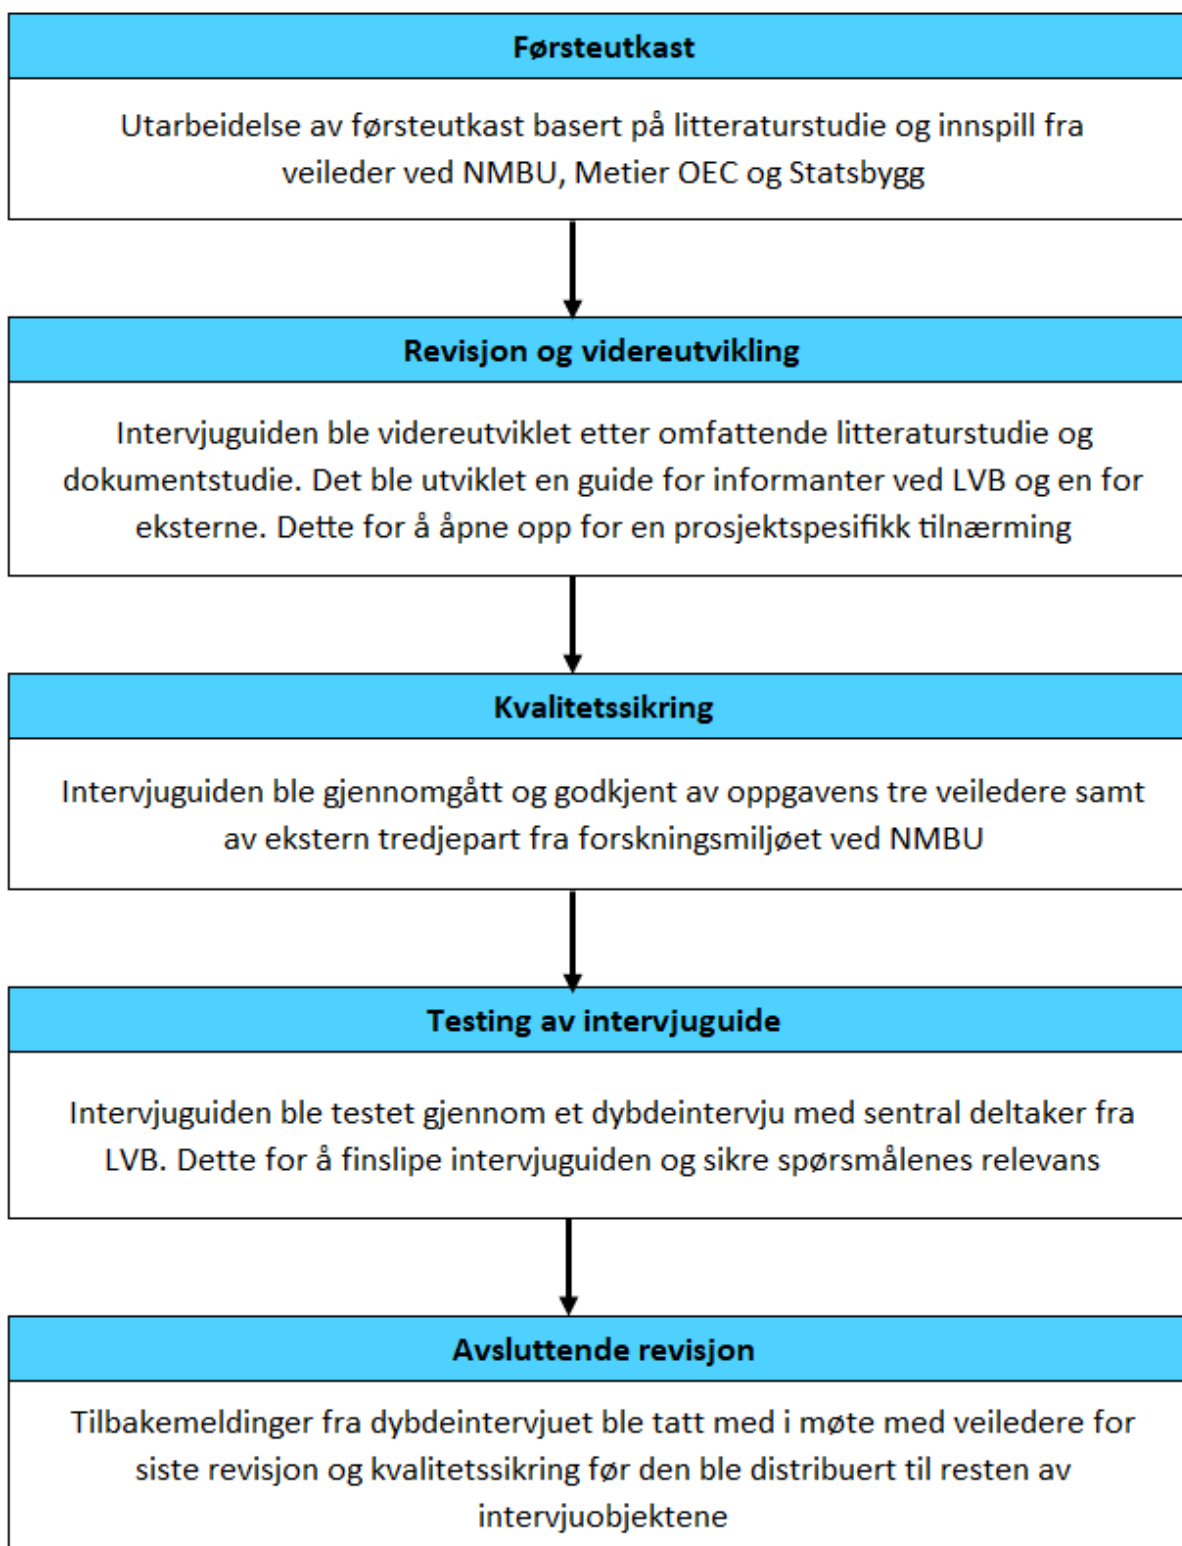 Førsteutkast
Utarbeidelse av førsteutkast basert på litteraturstudie og innspill fra
veileder ved NMBU, Metier OEC og Statsbygg
Revisjon og videreutvikling
Intervjuguiden ble videreutviklet etter omfattende litteraturstudie og
dokumentstudie. Det ble utviklet en guide for informanter ved LVB og en for
eksterne. Dette for å åpne opp for en prosjektspesifikk tilnærming
Kvalitetssikring
Intervjuguiden ble gjennomgått og godkjent av oppgavens tre veiledere samt
av ekstern tredjepart fra forskningsmiljøet ved NMBU
Testing av intervjuguide
Intervjuguiden ble testet gjennom et dybdeintervju med sentral deltaker fra
LVB. Dette for å finslipe intervjuguiden og sikre spørsmålenes relevans
Avsluttende revisjon
Tilbakemeldinger fra dybdeintervjuet ble tatt med i møte med veiledere for
siste revisjon og kvalitetssikring før den ble distribuert til resten av
intervjuobjektene